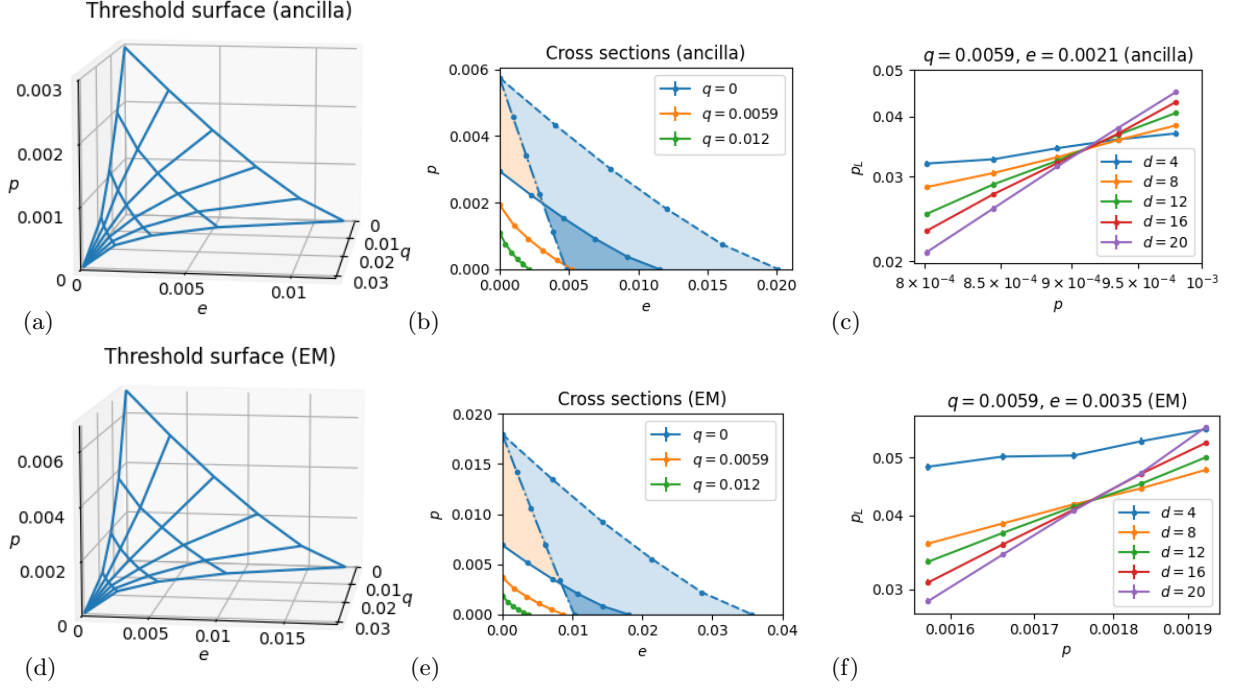 Threshold surface (ancilla)
0.003
0.002
p
0.001
0
0
0.005
0.01
e
0
0.01
q
0.02
0.03
(a)
Cross sections (ancilla)
0.006
0.004
p
0.002
0.000
0.000
0.005
0.010
0.015
0.020
e
q = 0
q = 0.0059
q = 0.012
(b)
q = 0.0059, e = 0.0021 (ancilla)
0.05
0.04
pL
0.03
0.02
d = 4
d = 8
d = 12
d = 16
d = 20
8 × 10⁻⁴
8.5 × 10⁻⁴
9 × 10⁻⁴
9.5 × 10⁻⁴
10⁻³
p
(c)
Threshold surface (EM)
0.006
0.004
p
0.002
0
0
0.005
0.01
0.015
e
0
0.01
q
0.02
0.03
(d)
Cross sections (EM)
0.020
0.015
p
0.010
0.005
0.000
0.00
0.01
0.02
0.03
0.04
e
q = 0
q = 0.0059
q = 0.012
(e)
q = 0.0059, e = 0.0035 (EM)
0.05
pL
0.04
0.03
d = 4
d = 8
d = 12
d = 16
d = 20
0.0016
0.0017
0.0018
0.0019
p
(f)